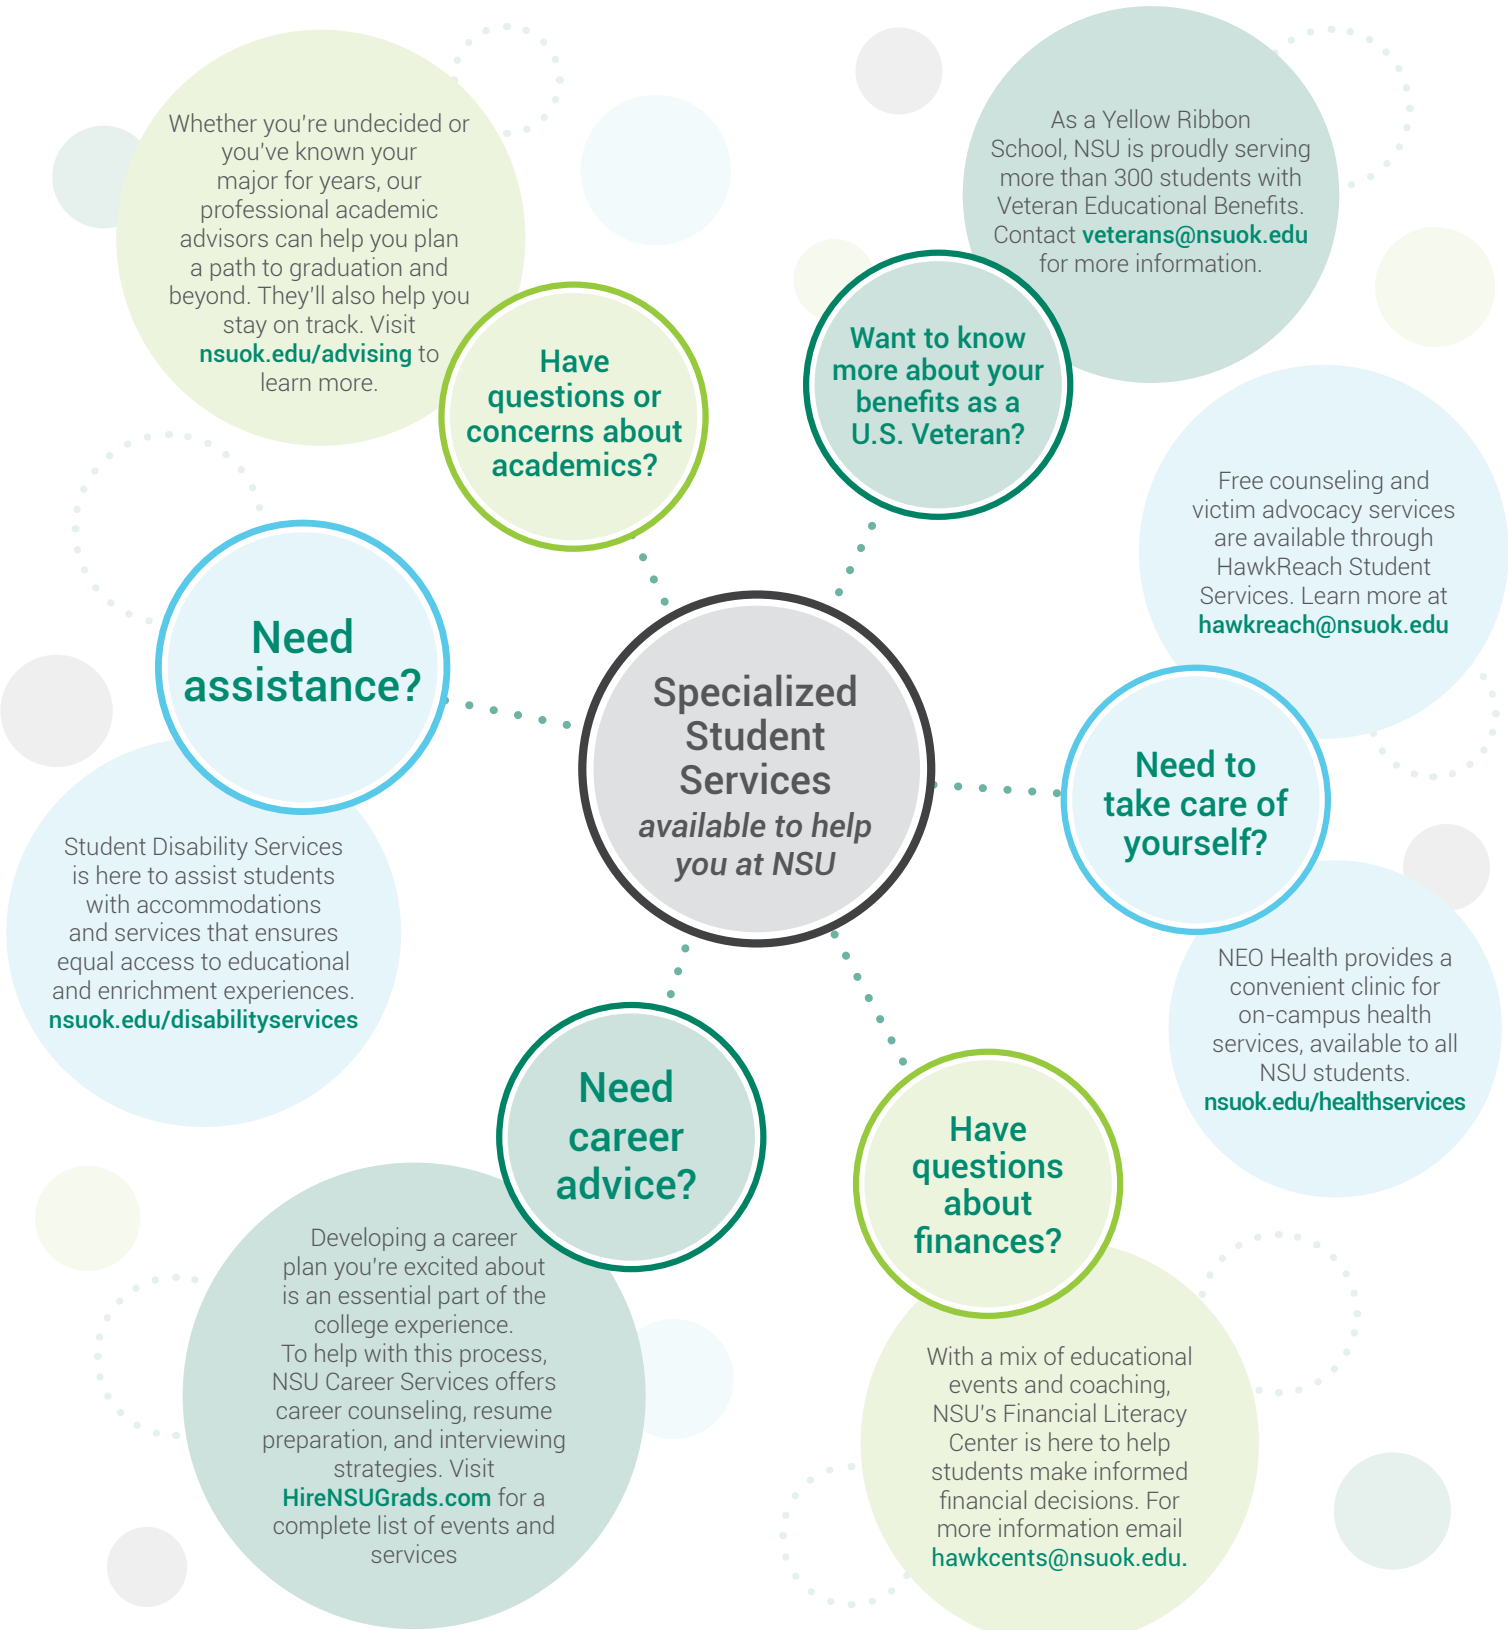 Whether you're undecided or
you've known your
major for years, our
professional academic
advisors can help you plan
a path to graduation and
beyond. They'll also help you
stay on track. Visit
nsuok.edu/advising to
learn more.
Have
questions or
concerns about
academics?
As a Yellow Ribbon
School, NSU is proudly serving
more than 300 students with
Veteran Educational Benefits.
Contact veterans@nsuok.edu
for more information.
Want to know
more about your
benefits as a
U.S. Veteran?
Free counseling and
victim advocacy services
are available through
HawkReach Student
Services. Learn more at
hawkreach@nsuok.edu
Need to
take care of
yourself?
NEO Health provides a
convenient clinic for
on-campus health
services, available to all
NSU students.
nsuok.edu/healthservices
Specialized
Student
Services
available to help
you at NSU
Need
assistance?
Student Disability Services
is here to assist students
with accommodations
and services that ensures
equal access to educational
and enrichment experiences.
nsuok.edu/disabilityservices
Need
career
advice?
Developing a career
plan you're excited about
is an essential part of the
college experience.
To help with this process,
NSU Career Services offers
career counseling, resume
preparation, and interviewing
strategies. Visit
HireNSUGrads.com for a
complete list of events and
services
Have
questions
about
finances?
With a mix of educational
events and coaching,
NSU's Financial Literacy
Center is here to help
students make informed
financial decisions. For
more information email
hawkcents@nsuok.edu.